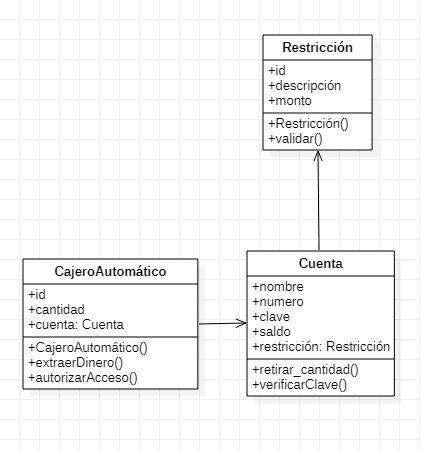 Restricción
+id
+descripción
+monto
+Restricción()
+validar()
CajeroAutomático
+id
+cantidad
+cuenta: Cuenta
+CajeroAutomático()
+extraerDinero()
+autorizarAcceso()
Cuenta
+nombre
+numero
+clave
+saldo
+restricción: Restricción
+retirar_cantidad()
+verificarClave()